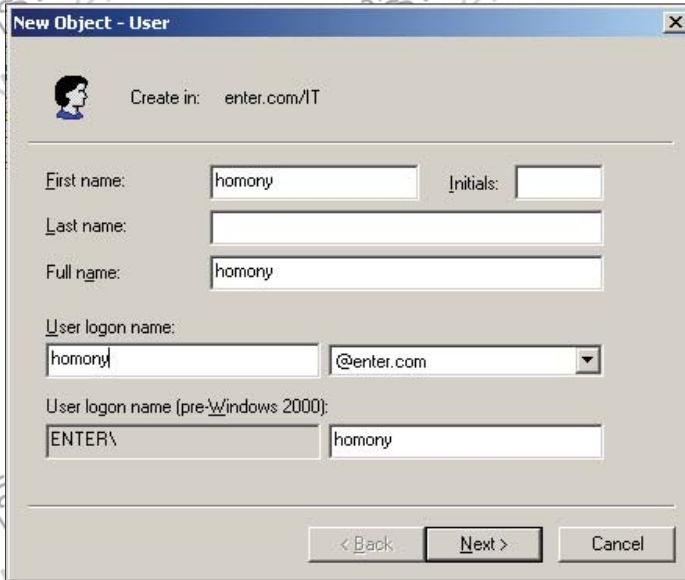 New Object - User
Create in: enter.com/IT
First name: homony Initials:
Last name:
Full name: homony
User logon name:
homony @enter.com
User logon name (pre-Windows 2000):
ENTER\ homony
< Back Next > Cancel